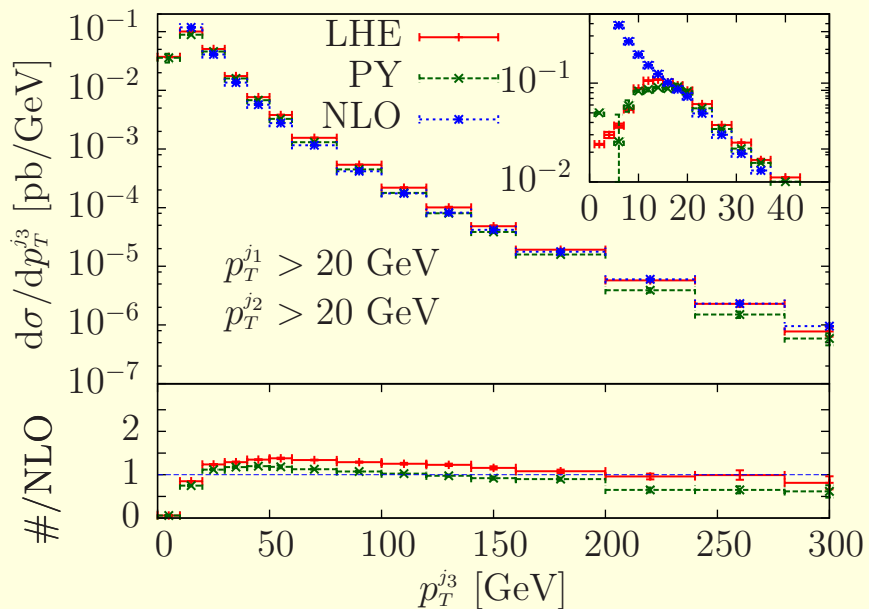 dσ/dp_T^{j_3} [pb/GeV]
10^{-1}
10^{-2}
10^{-3}
10^{-4}
10^{-5}
10^{-6}
10^{-7}
LHE
PY
NLO
10^{-1}
10^{-2}
0 10 20 30 40
p_T^{j_1} > 20 GeV
p_T^{j_2} > 20 GeV
#/NLO
2
1
0
0 50 100 150 200 250 300
p_T^{j_3} [GeV]